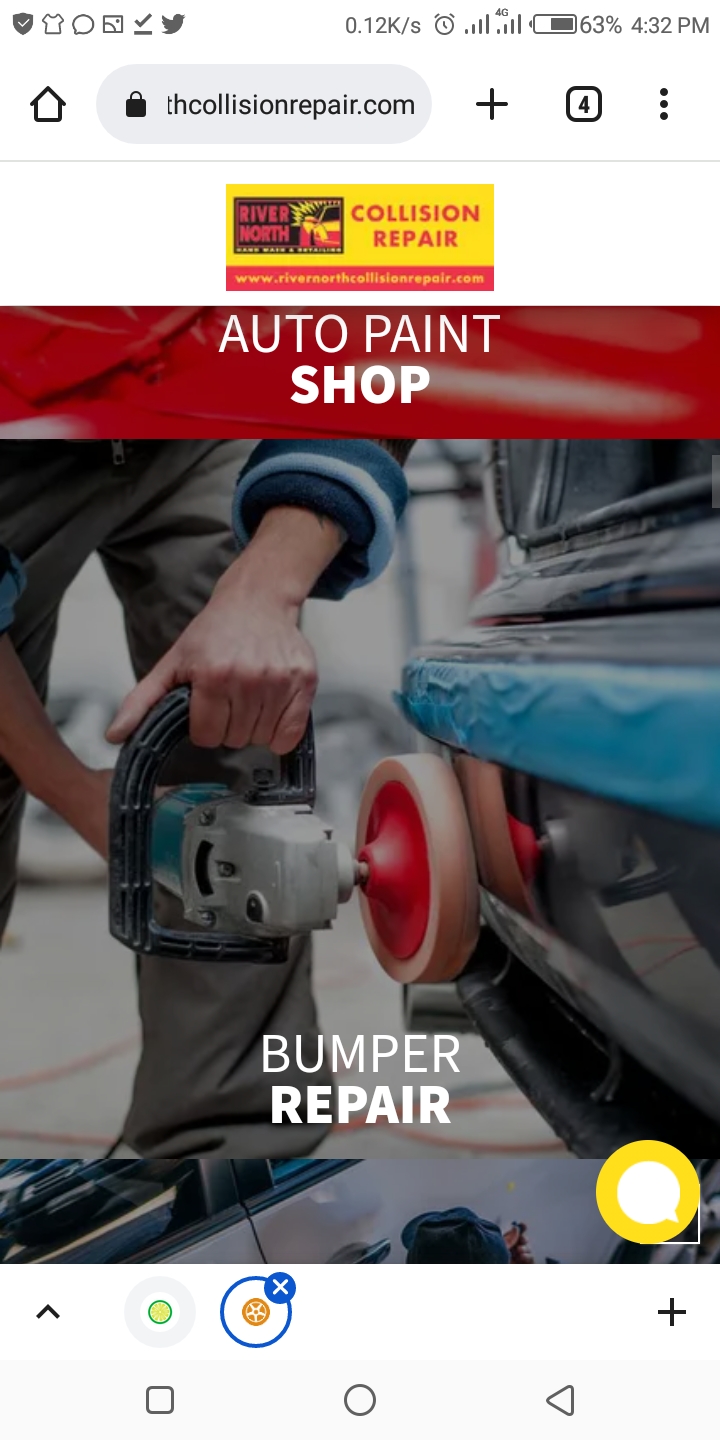 0.12K/s 4G 63% 4:32 PM
thcollisionrepair.com 4
RIVER
NORTH
HAND WASH & DETAILING
COLLISION
REPAIR
www.rivernorthcollisionrepair.com
AUTO PAINT
SHOP
BUMPER
REPAIR